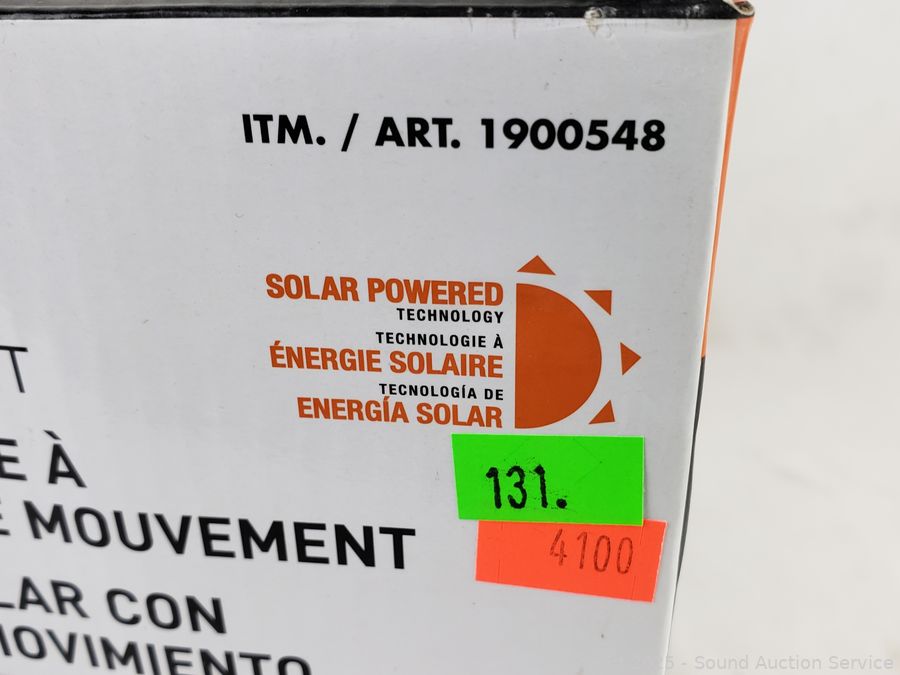 ITM. / ART. 1900548
SOLAR POWERED
TECHNOLOGY
TECHNOLOGIE À
ÉNERGIE SOLAIRE
TECNOLOGÍA DE
ENERGÍA SOLAR
T
E À
E MOUVEMENT
LAR CON
MOVIMIENTO
131.
4100
- Sound Auction Service